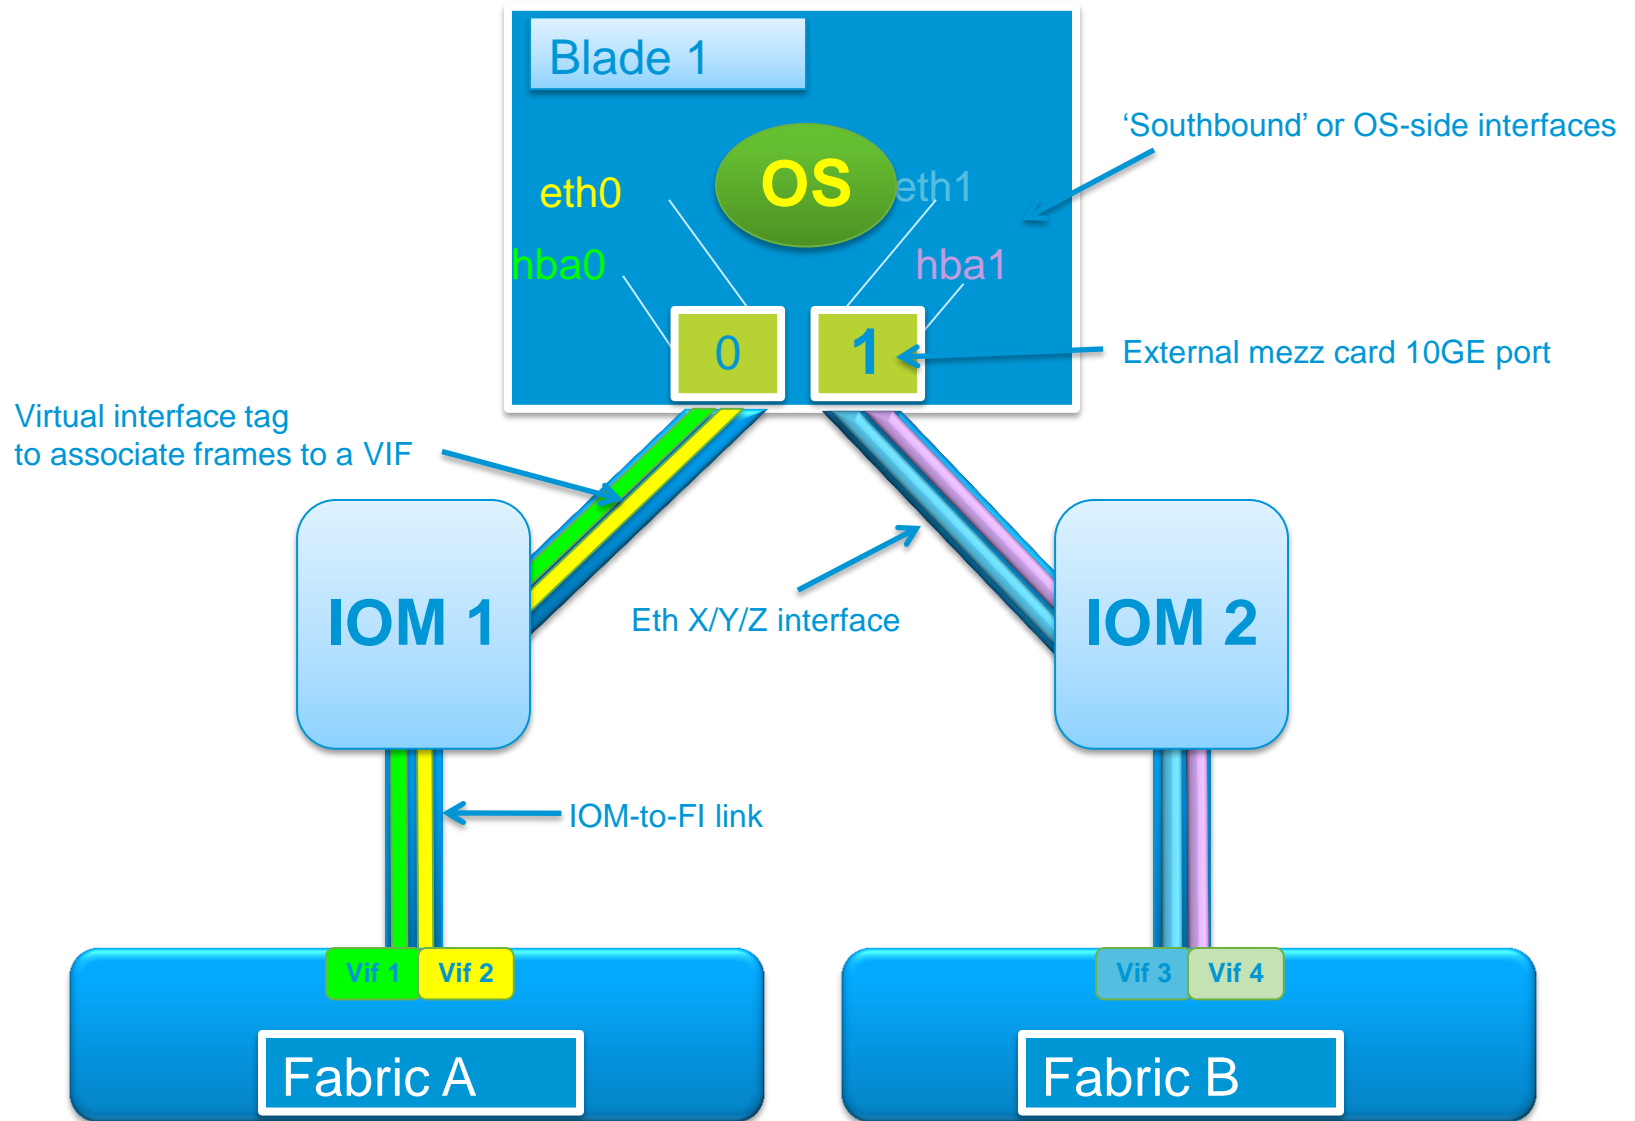 Blade 1
‘Southbound’ or OS-side interfaces
OS
eth0
eth1
hba0
hba1
0
1
External mezz card 10GE port
Virtual interface tag
to associate frames to a VIF
IOM 1
Eth X/Y/Z interface
IOM 2
IOM-to-FI link
Vif 1
Vif 2
Vif 3
Vif 4
Fabric A
Fabric B